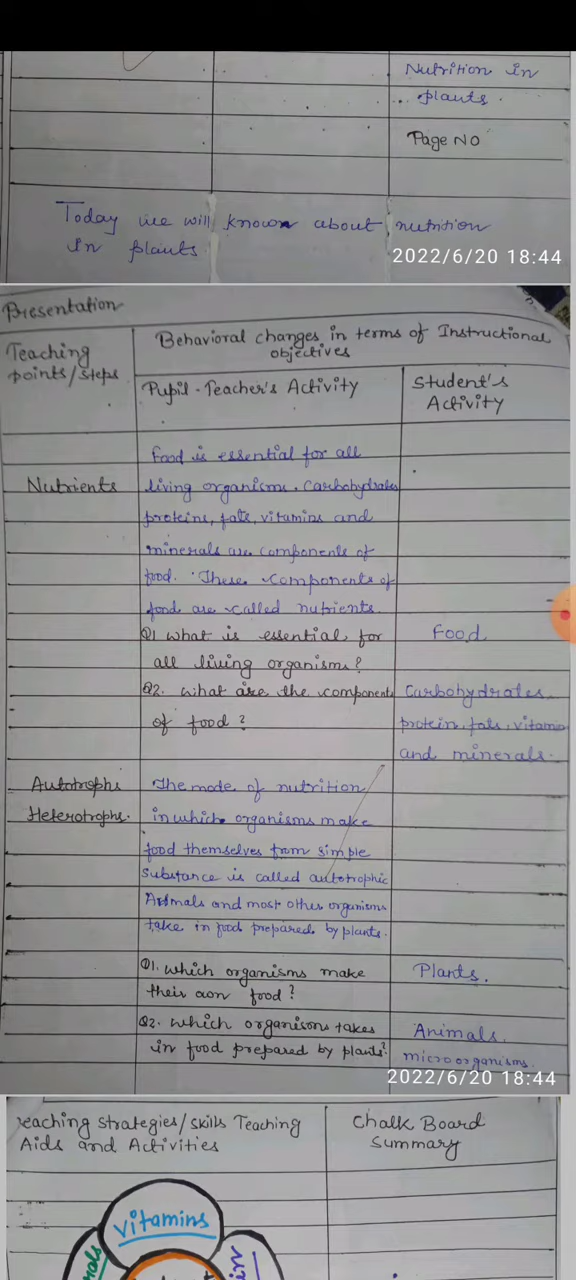 Nutrition in
plants.
Page NO
Today we will known about nutrition
in plants
2022/6/20 18:44
Presentation
Teaching points/steps
Behavioral changes in terms of Instructional
objectives
Pupil-Teacher's Activity
Student's
Activity
Nutrients
Food is essential for all
living organisms. Carbohydrates
proteins, fats, vitamins and
minerals are components of
food. These components of
food are called nutrients.
Q1 What is essential for
all living organisms?
Food
Q2. What are the components
of food?
Carbohydrates,
protein, fats, vitamins
and minerals.
Autotrophs
Heterotrophs.
The mode of nutrition
in which organisms make
food themselves from simple
substance is called autotrophic
Animals and most other organisms
take in food prepared by plants.
Q1. Which organisms make
their own food?
Plants.
Q2. Which organisms takes
in food prepared by plants?
Animals.
microorganisms.
2022/6/20 18:44
eaching strategies/skills Teaching
Aids and Activities
Chalk Board
Summary
vitamins
rals
in